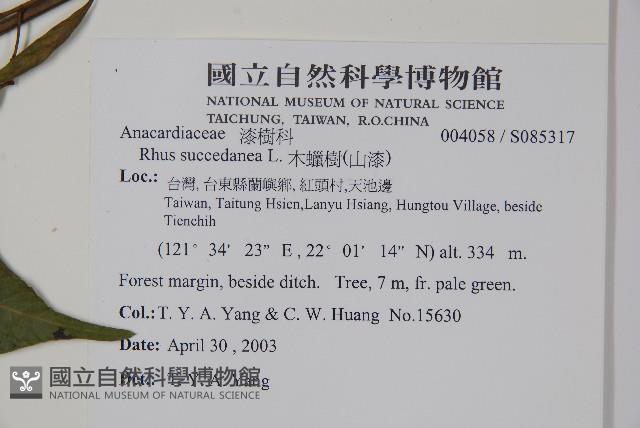 國立自然科學博物館
NATIONAL MUSEUM OF NATURAL SCIENCE
TAICHUNG, TAIWAN, R.O.CHINA
Anacardiaceae 漆樹科 004058 / S085317
Rhus succedanea L. 木蠟樹(山漆)
Loc.: 台灣, 台東縣蘭嶼鄉, 紅頭村,天池邊
Taiwan, Taitung Hsien,Lanyu Hsiang, Hungtou Village, beside
Tienchih
(121° 34' 23" E , 22° 01' 14" N) alt. 334 m.
Forest margin, beside ditch. Tree, 7 m, fr. pale green.
Col.: T. Y. A. Yang & C. W. Huang No.15630
Date: April 30 , 2003
Det.: T. Y. A. Yang
國立自然科學博物館
NATIONAL MUSEUM OF NATURAL SCIENCE